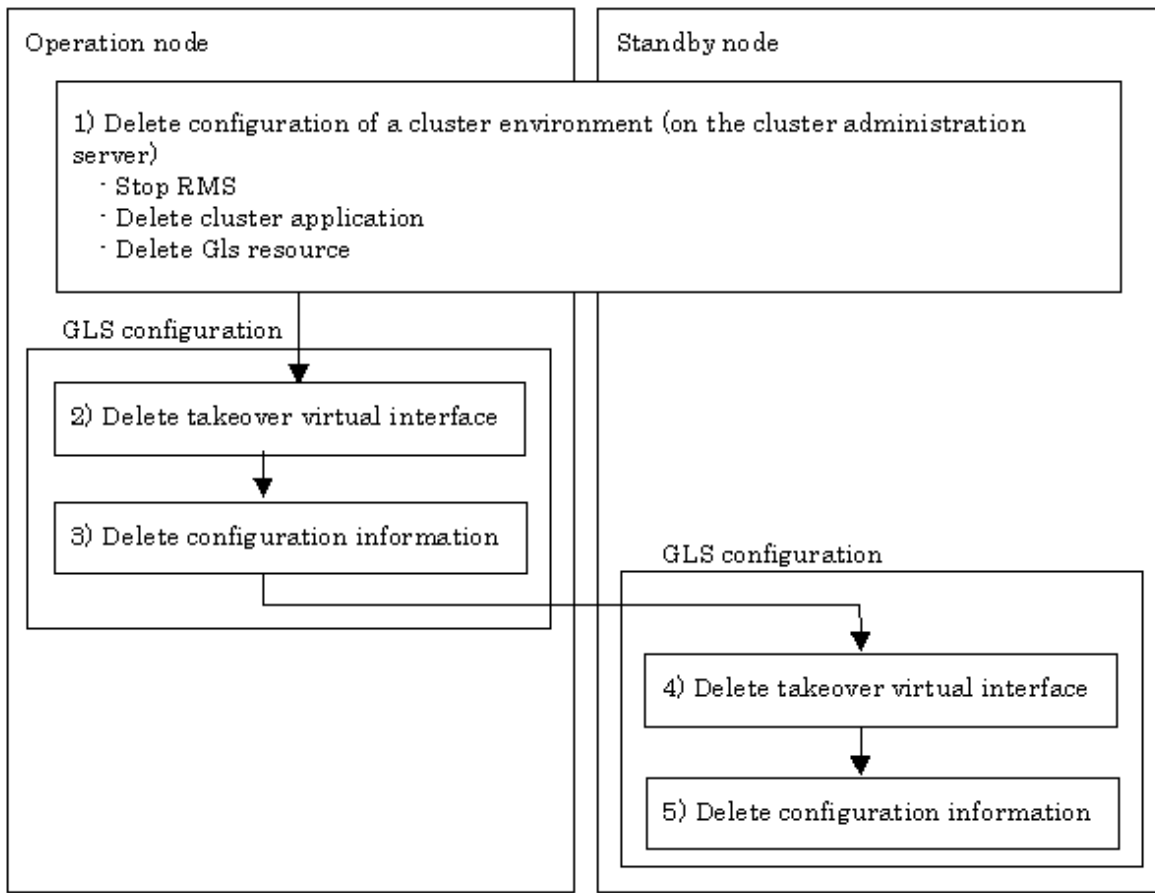 Operation node
Standby node
1) Delete configuration of a cluster environment (on the cluster administration
server)
- Stop RMS
- Delete cluster application
- Delete Gls resource
GLS configuration
2) Delete takeover virtual interface
3) Delete configuration information
GLS configuration
4) Delete takeover virtual interface
5) Delete configuration information